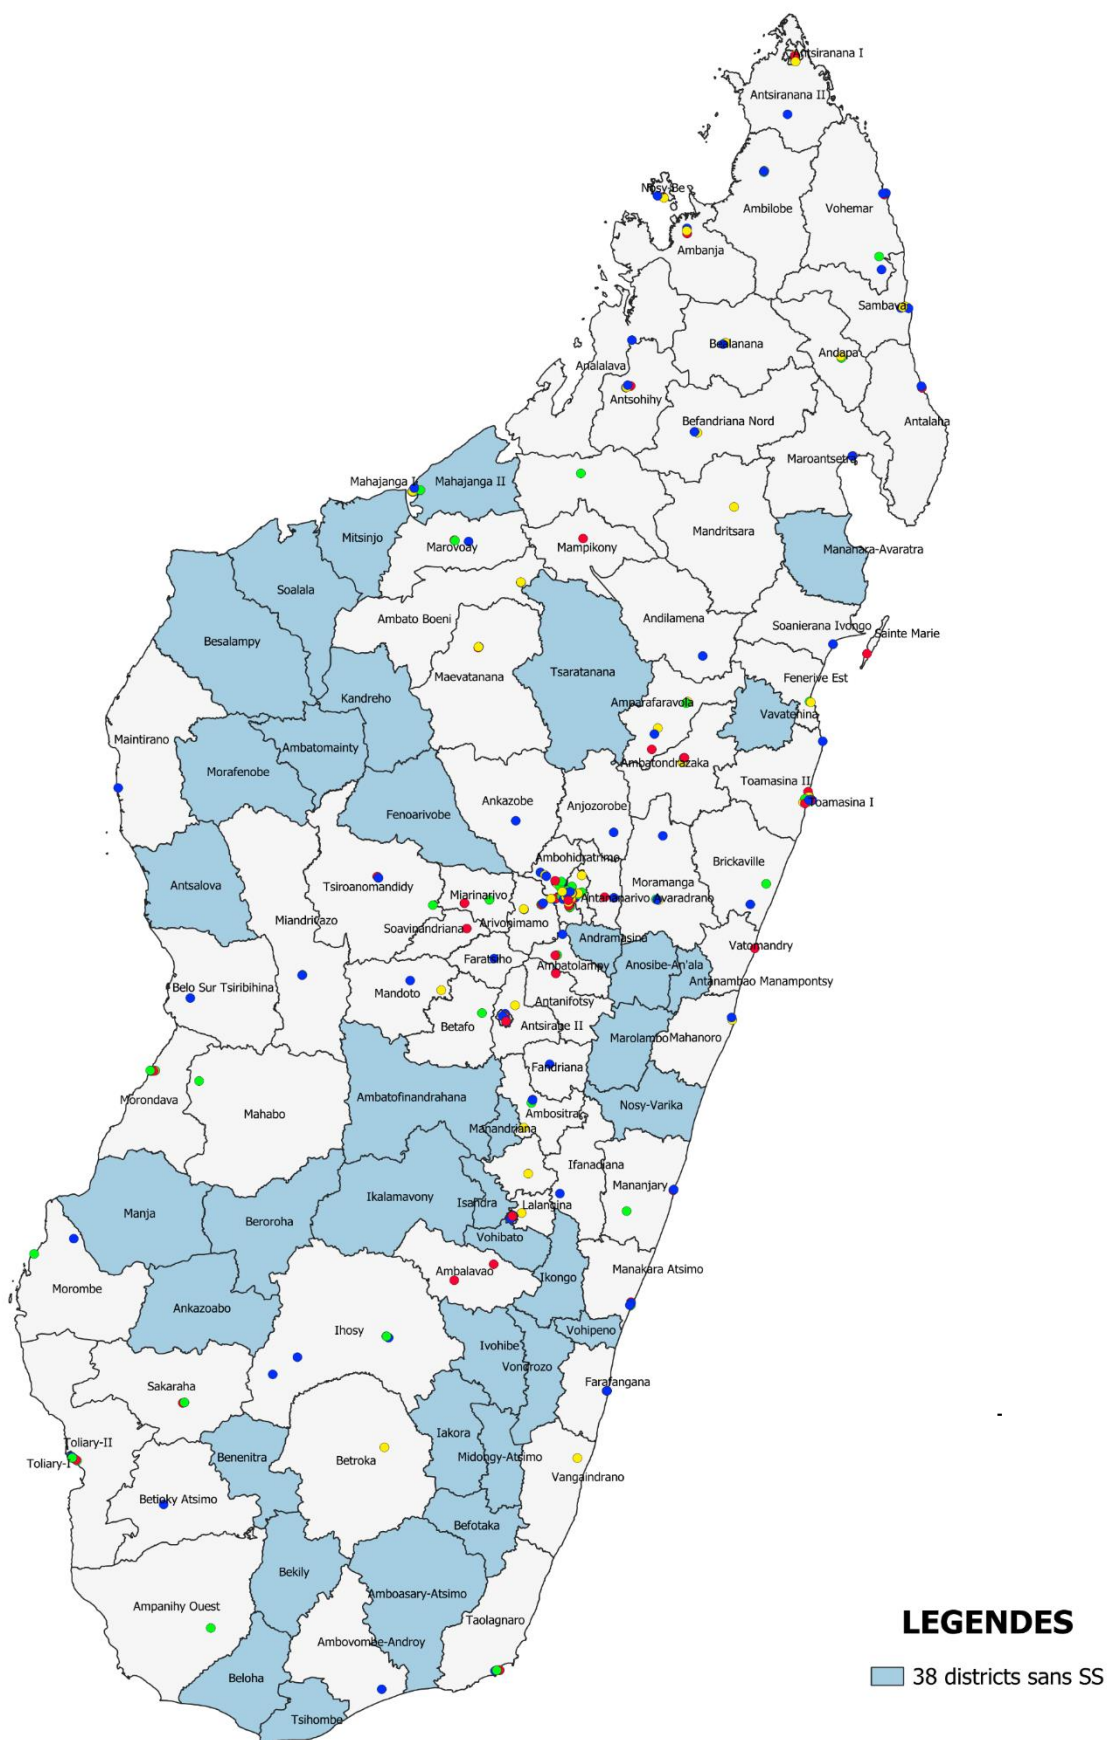 Antsiranana I
Antsiranana II
Nosy-Be
Ambilobe
Vohemar
Ambanja
Sambava
Bealanana
Andapa
Analalava
Antsohihy
Antalaha
Befandriana Nord
Maroantsetra
Mahajanga I
Mahajanga II
Mandritsara
Mitsinjo
Marovoay
Mampikony
Mananara-Avaratra
Soalala
Ambato Boeni
Andilamena
Soanierana Ivongo
Sainte Marie
Besalampy
Maevatanana
Tsaratanana
Fenerive Est
Kandreho
Amparafaravola
Vavatenina
Maintirano
Ambatomainty
Morafenobe
Ambatondrazaka
Toamasina II
Toamasina I
Fenoarivobe
Ankazobe
Anjozorobe
Ambohidratrimo
Brickaville
Antsalova
Tsiroanomandidy
Miarinarivo
Moramanga
Antananarivo Avaradrano
Miandrivazo
Soavinandriana
Arivonimamo
Andramasina
Vatomandry
Faratsiho
Ambatolampy
Anosibe-An'ala
Antanambao Manampontsy
Belo Sur Tsiribihina
Mandoto
Antanifotsy
Betafo
Antsirabe II
Marolambo
Mahanoro
Fandriana
Morondava
Mahabo
Ambatofinandrahana
Ambositra
Nosy-Varika
Manandriana
Ifanadiana
Mananjary
Manja
Beroroha
Ikalamavony
Isandra
Lalangina
Vohibato
Ambalavao
Manakara Atsimo
Ikongo
Morombe
Ankazoabo
Ihosy
Vohipeno
Ivohibe
Vondrozo
Farafangana
Sakaraha
Iakora
Toliary-II
Toliary-I
Benenitra
Betroka
Midongy-Atsimo
Vangaindrano
Betioky Atsimo
Befotaka
Bekily
Amboasary-Atsimo
Ampanihy Ouest
Taolagnaro
Ambovombe-Androy
Beloha
Tsihombe
LEGENDES
38 districts sans SS